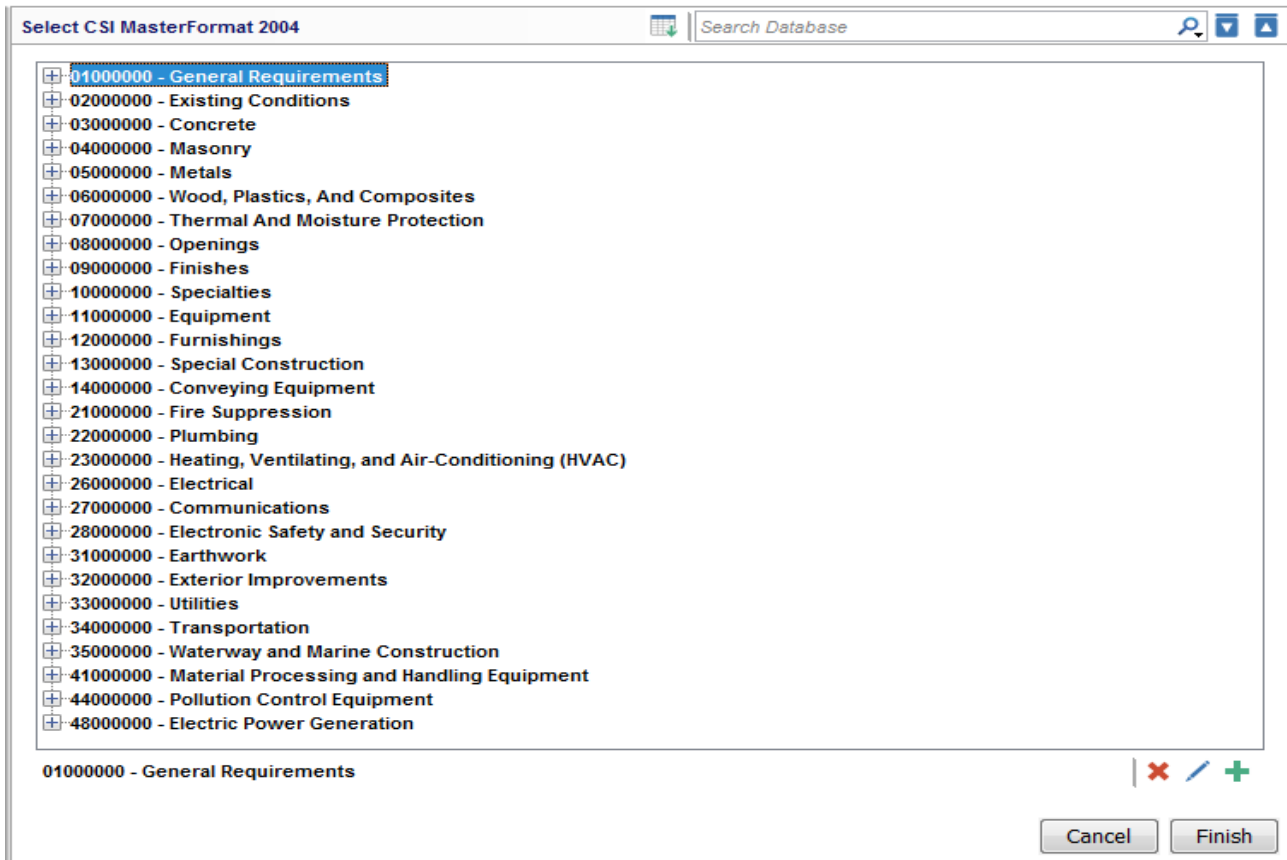 Select CSI MasterFormat 2004 Search Database
01000000 - General Requirements
02000000 - Existing Conditions
03000000 - Concrete
04000000 - Masonry
05000000 - Metals
06000000 - Wood, Plastics, And Composites
07000000 - Thermal And Moisture Protection
08000000 - Openings
09000000 - Finishes
10000000 - Specialties
11000000 - Equipment
12000000 - Furnishings
13000000 - Special Construction
14000000 - Conveying Equipment
21000000 - Fire Suppression
22000000 - Plumbing
23000000 - Heating, Ventilating, and Air-Conditioning (HVAC)
26000000 - Electrical
27000000 - Communications
28000000 - Electronic Safety and Security
31000000 - Earthwork
32000000 - Exterior Improvements
33000000 - Utilities
34000000 - Transportation
35000000 - Waterway and Marine Construction
41000000 - Material Processing and Handling Equipment
44000000 - Pollution Control Equipment
48000000 - Electric Power Generation
01000000 - General Requirements
Cancel Finish